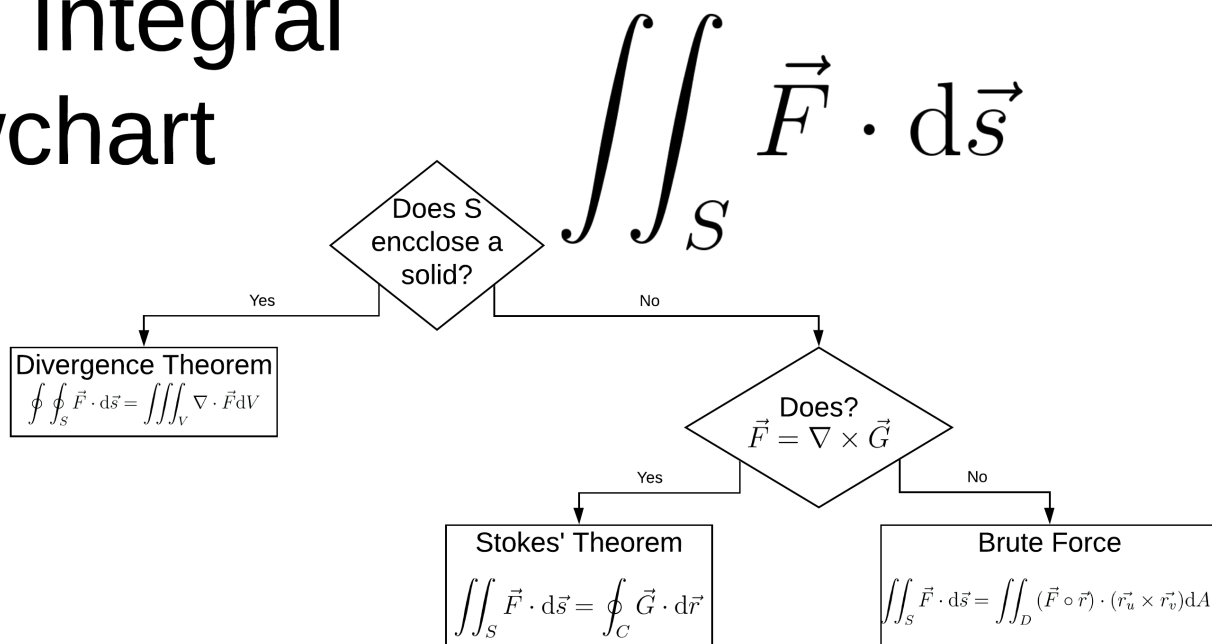 Integral
chart
∬_S F⃗ · ds⃗
Does S
encclose a
solid?
Yes
No
Divergence Theorem
∮∮_S F⃗ · ds⃗ = ∭_V ∇ · F⃗dV
Does?
F⃗ = ∇ × G⃗
Yes
No
Stokes' Theorem
Brute Force
∬_S F⃗ · ds⃗ = ∮_C G⃗ · dr⃗
∬_S F⃗ · ds⃗ = ∬_D (F⃗ ∘ r⃗) · (r⃗_u × r⃗_v)dA